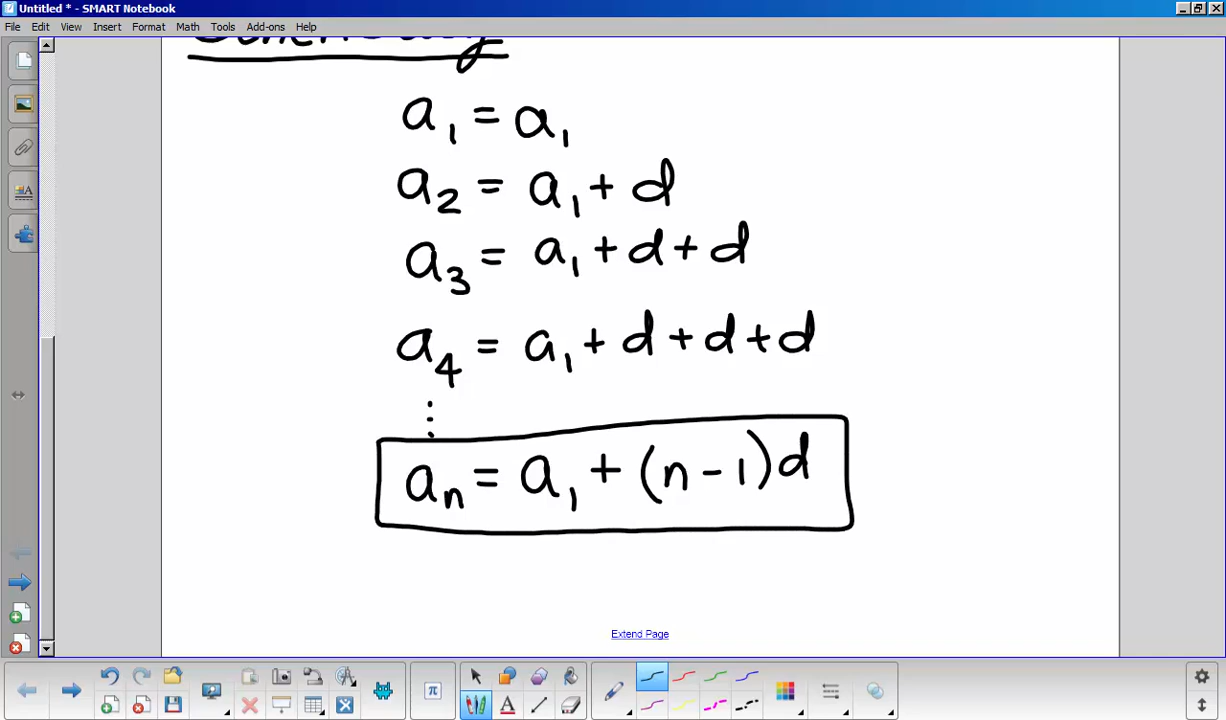 Untitled * - SMART Notebook
File Edit View Insert Format Math Tools Add-ons Help
a₁ = a₁
a₂ = a₁ + d
a₃ = a₁ + d + d
a₄ = a₁ + d + d + d
⋮
aₙ = a₁ + (n - 1)d
Extend Page